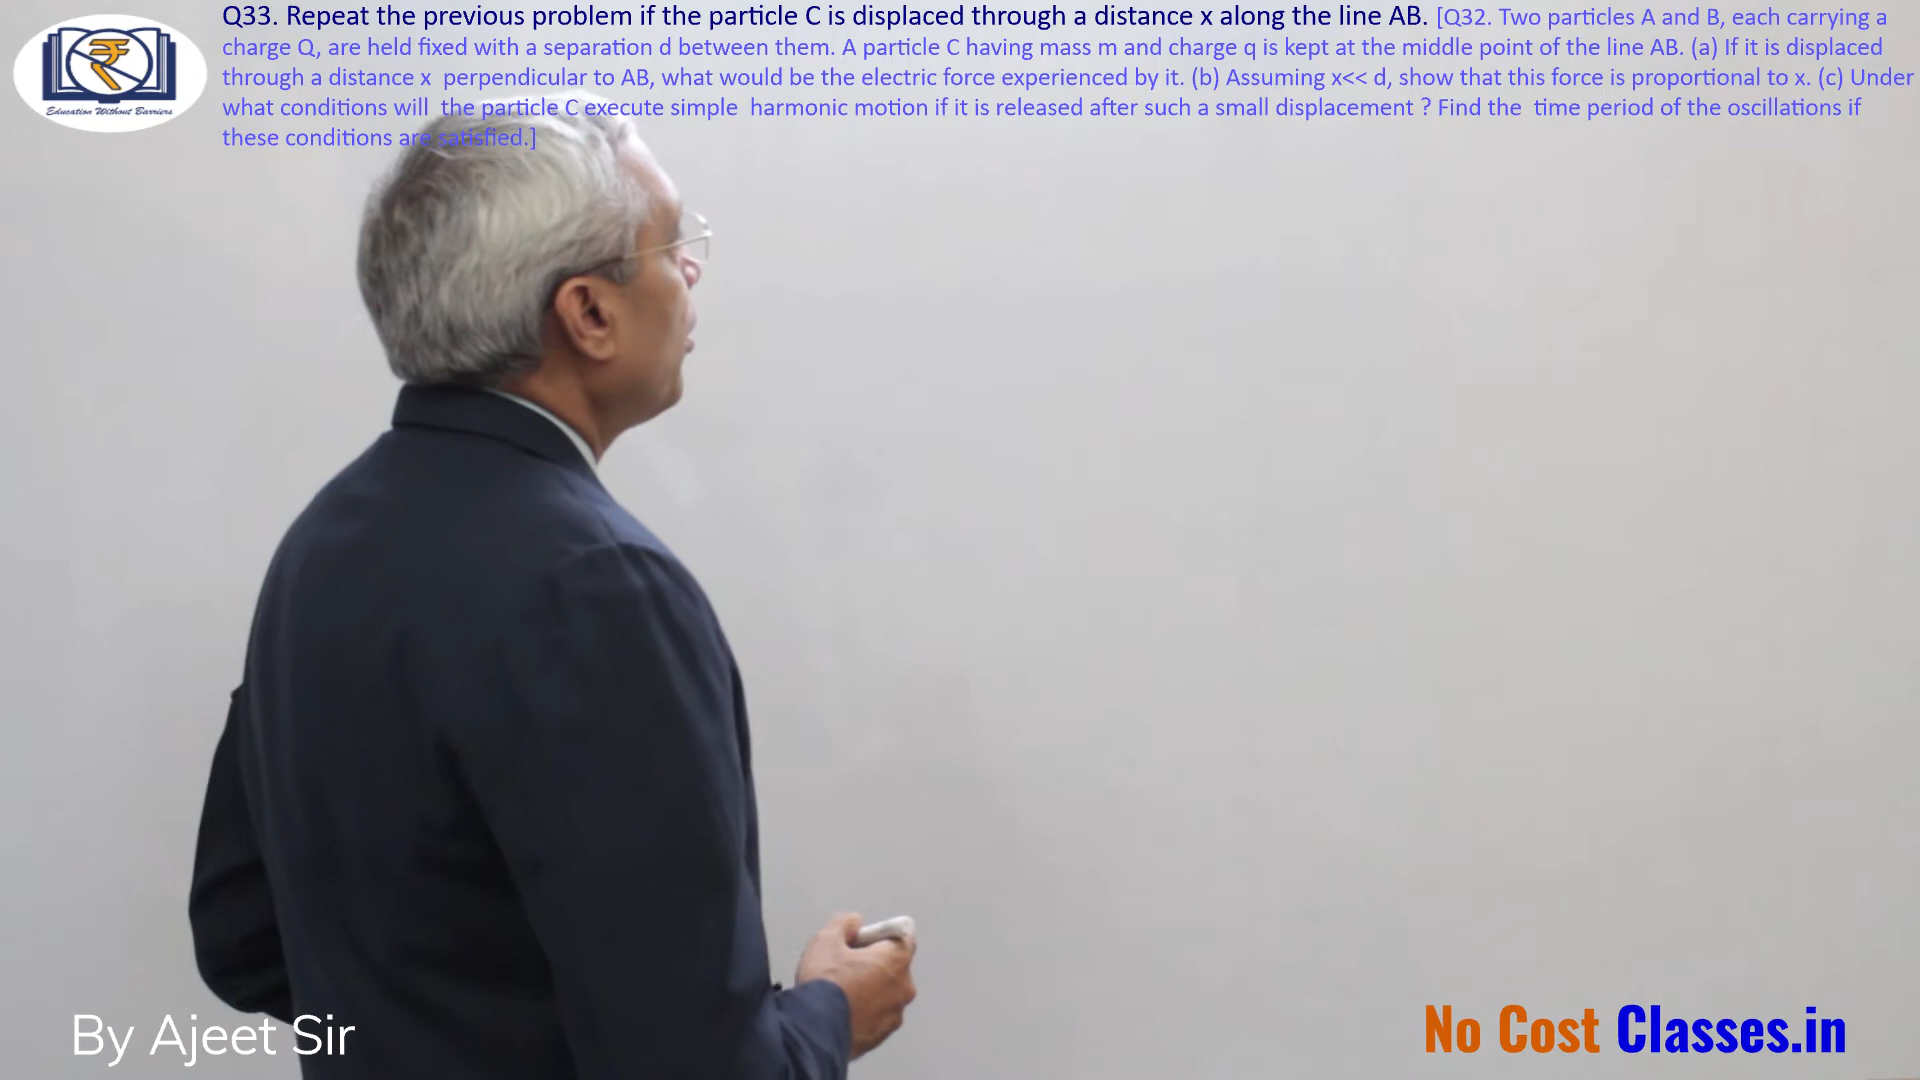 Q33. Repeat the previous problem if the particle C is displaced through a distance x along the line AB. [Q32. Two particles A and B, each carrying a
charge Q, are held fixed with a separation d between them. A particle C having mass m and charge q is kept at the middle point of the line AB. (a) If it is displaced
through a distance x perpendicular to AB, what would be the electric force experienced by it. (b) Assuming x<< d, show that this force is proportional to x. (c) Under
what conditions will the particle C execute simple harmonic motion if it is released after such a small displacement ? Find the time period of the oscillations if
these conditions are satisfied.]
Education Without Barriers
By Ajeet Sir
No Cost Classes.in